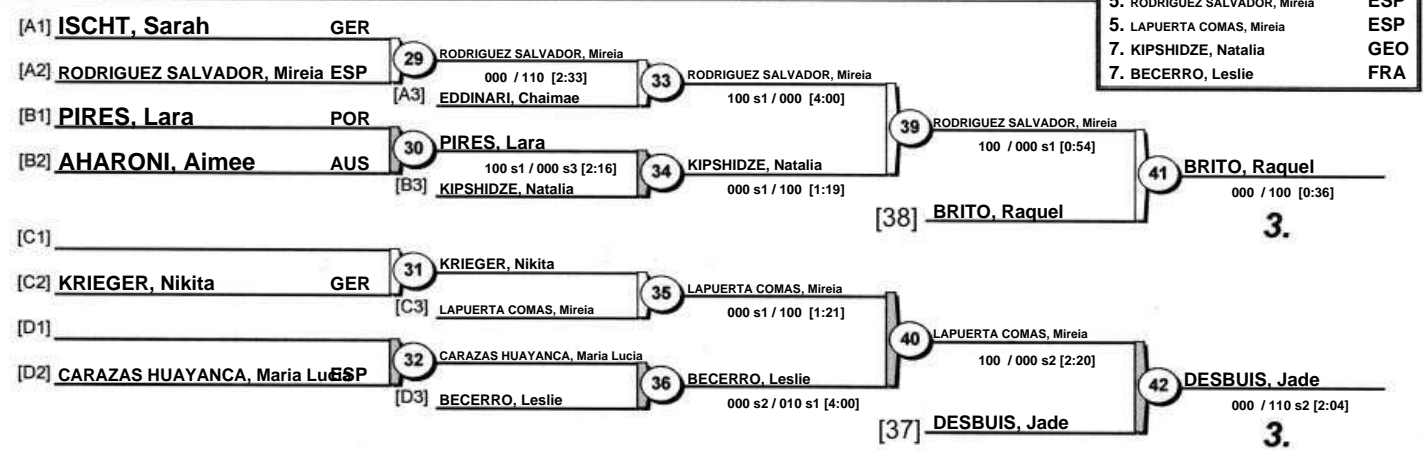 5. RODRIGUEZ SALVADOR, Mireia ESP
5. LAPUERTA COMAS, Mireia ESP
7. KIPSHIDZE, Natalia GEO
7. BECERRO, Leslie FRA
[A1] ISCHT, Sarah GER
[A2] RODRIGUEZ SALVADOR, Mireia ESP
29
RODRIGUEZ SALVADOR, Mireia
000 / 110 [2:33]
[A3] EDDINARI, Chaimae
33
RODRIGUEZ SALVADOR, Mireia
100 s1 / 000 [4:00]
[B1] PIRES, Lara POR
[B2] AHARONI, Aimee AUS
30
PIRES, Lara
100 s1 / 000 s3 [2:16]
[B3] KIPSHIDZE, Natalia
34
KIPSHIDZE, Natalia
000 s1 / 100 [1:19]
39
RODRIGUEZ SALVADOR, Mireia
100 / 000 s1 [0:54]
[38] BRITO, Raquel
41
BRITO, Raquel
000 / 100 [0:36]
3.
[C1]
[C2] KRIEGER, Nikita GER
31
KRIEGER, Nikita
[C3] LAPUERTA COMAS, Mireia
35
LAPUERTA COMAS, Mireia
000 s1 / 100 [1:21]
[D1]
[D2] CARAZAS HUAYANCA, Maria Lucia ESP
32
CARAZAS HUAYANCA, Maria Lucia
[D3] BECERRO, Leslie
36
BECERRO, Leslie
000 s2 / 010 s1 [4:00]
40
LAPUERTA COMAS, Mireia
100 / 000 s2 [2:20]
[37] DESBUIS, Jade
42
DESBUIS, Jade
000 / 110 s2 [2:04]
3.